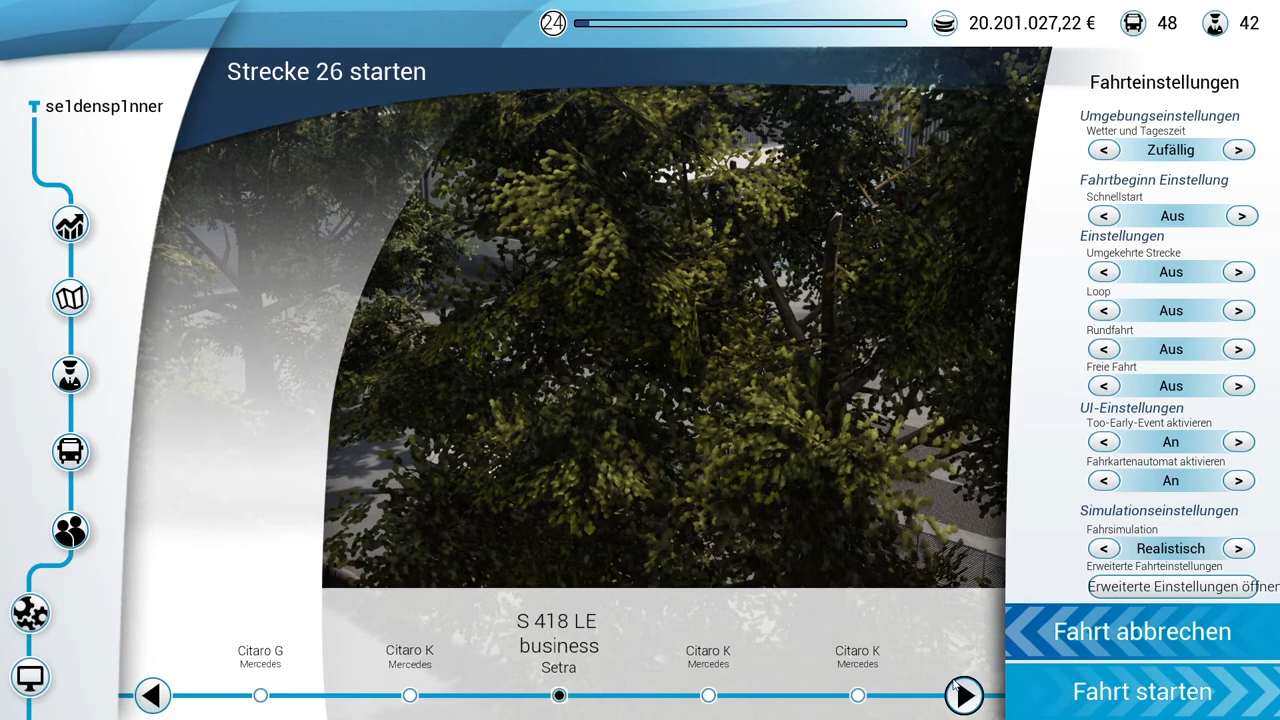 24
20.201.027,22 €
48
42
Strecke 26 starten
se1densp1nner
Fahrteinstellungen
Umgebungseinstellungen
Wetter und Tageszeit
< Zufällig >
Fahrtbeginn Einstellung
Schnellstart
< Aus >
Einstellungen
Umgekehrte Strecke
< Aus >
Loop
< Aus >
Rundfahrt
< Aus >
Freie Fahrt
< Aus >
UI-Einstellungen
Too-Early-Event aktivieren
< An >
Fahrkartenautomat aktivieren
< An >
Simulationseinstellungen
Fahrsimulation
< Realistisch >
Erweiterte Fahrteinstellungen
Erweiterte Einstellungen öffnen
Fahrt abbrechen
Fahrt starten
Citaro G
Mercedes
Citaro K
Mercedes
S 418 LE
business
Setra
Citaro K
Mercedes
Citaro K
Mercedes